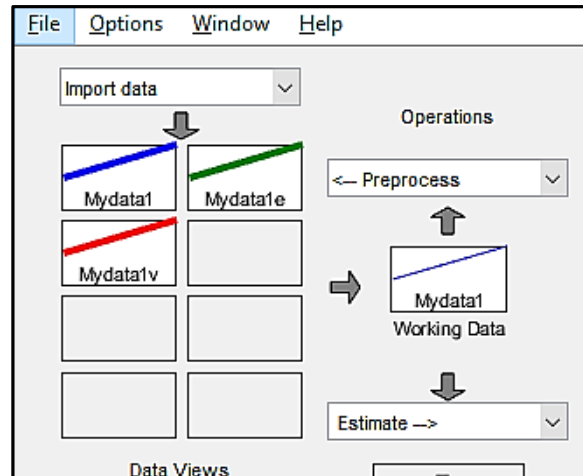 File Options Window Help
Import data
Operations
Mydata1 Mydata1e
<-- Preprocess
Mydata1v
Mydata1
Working Data
Estimate -->
Data Views